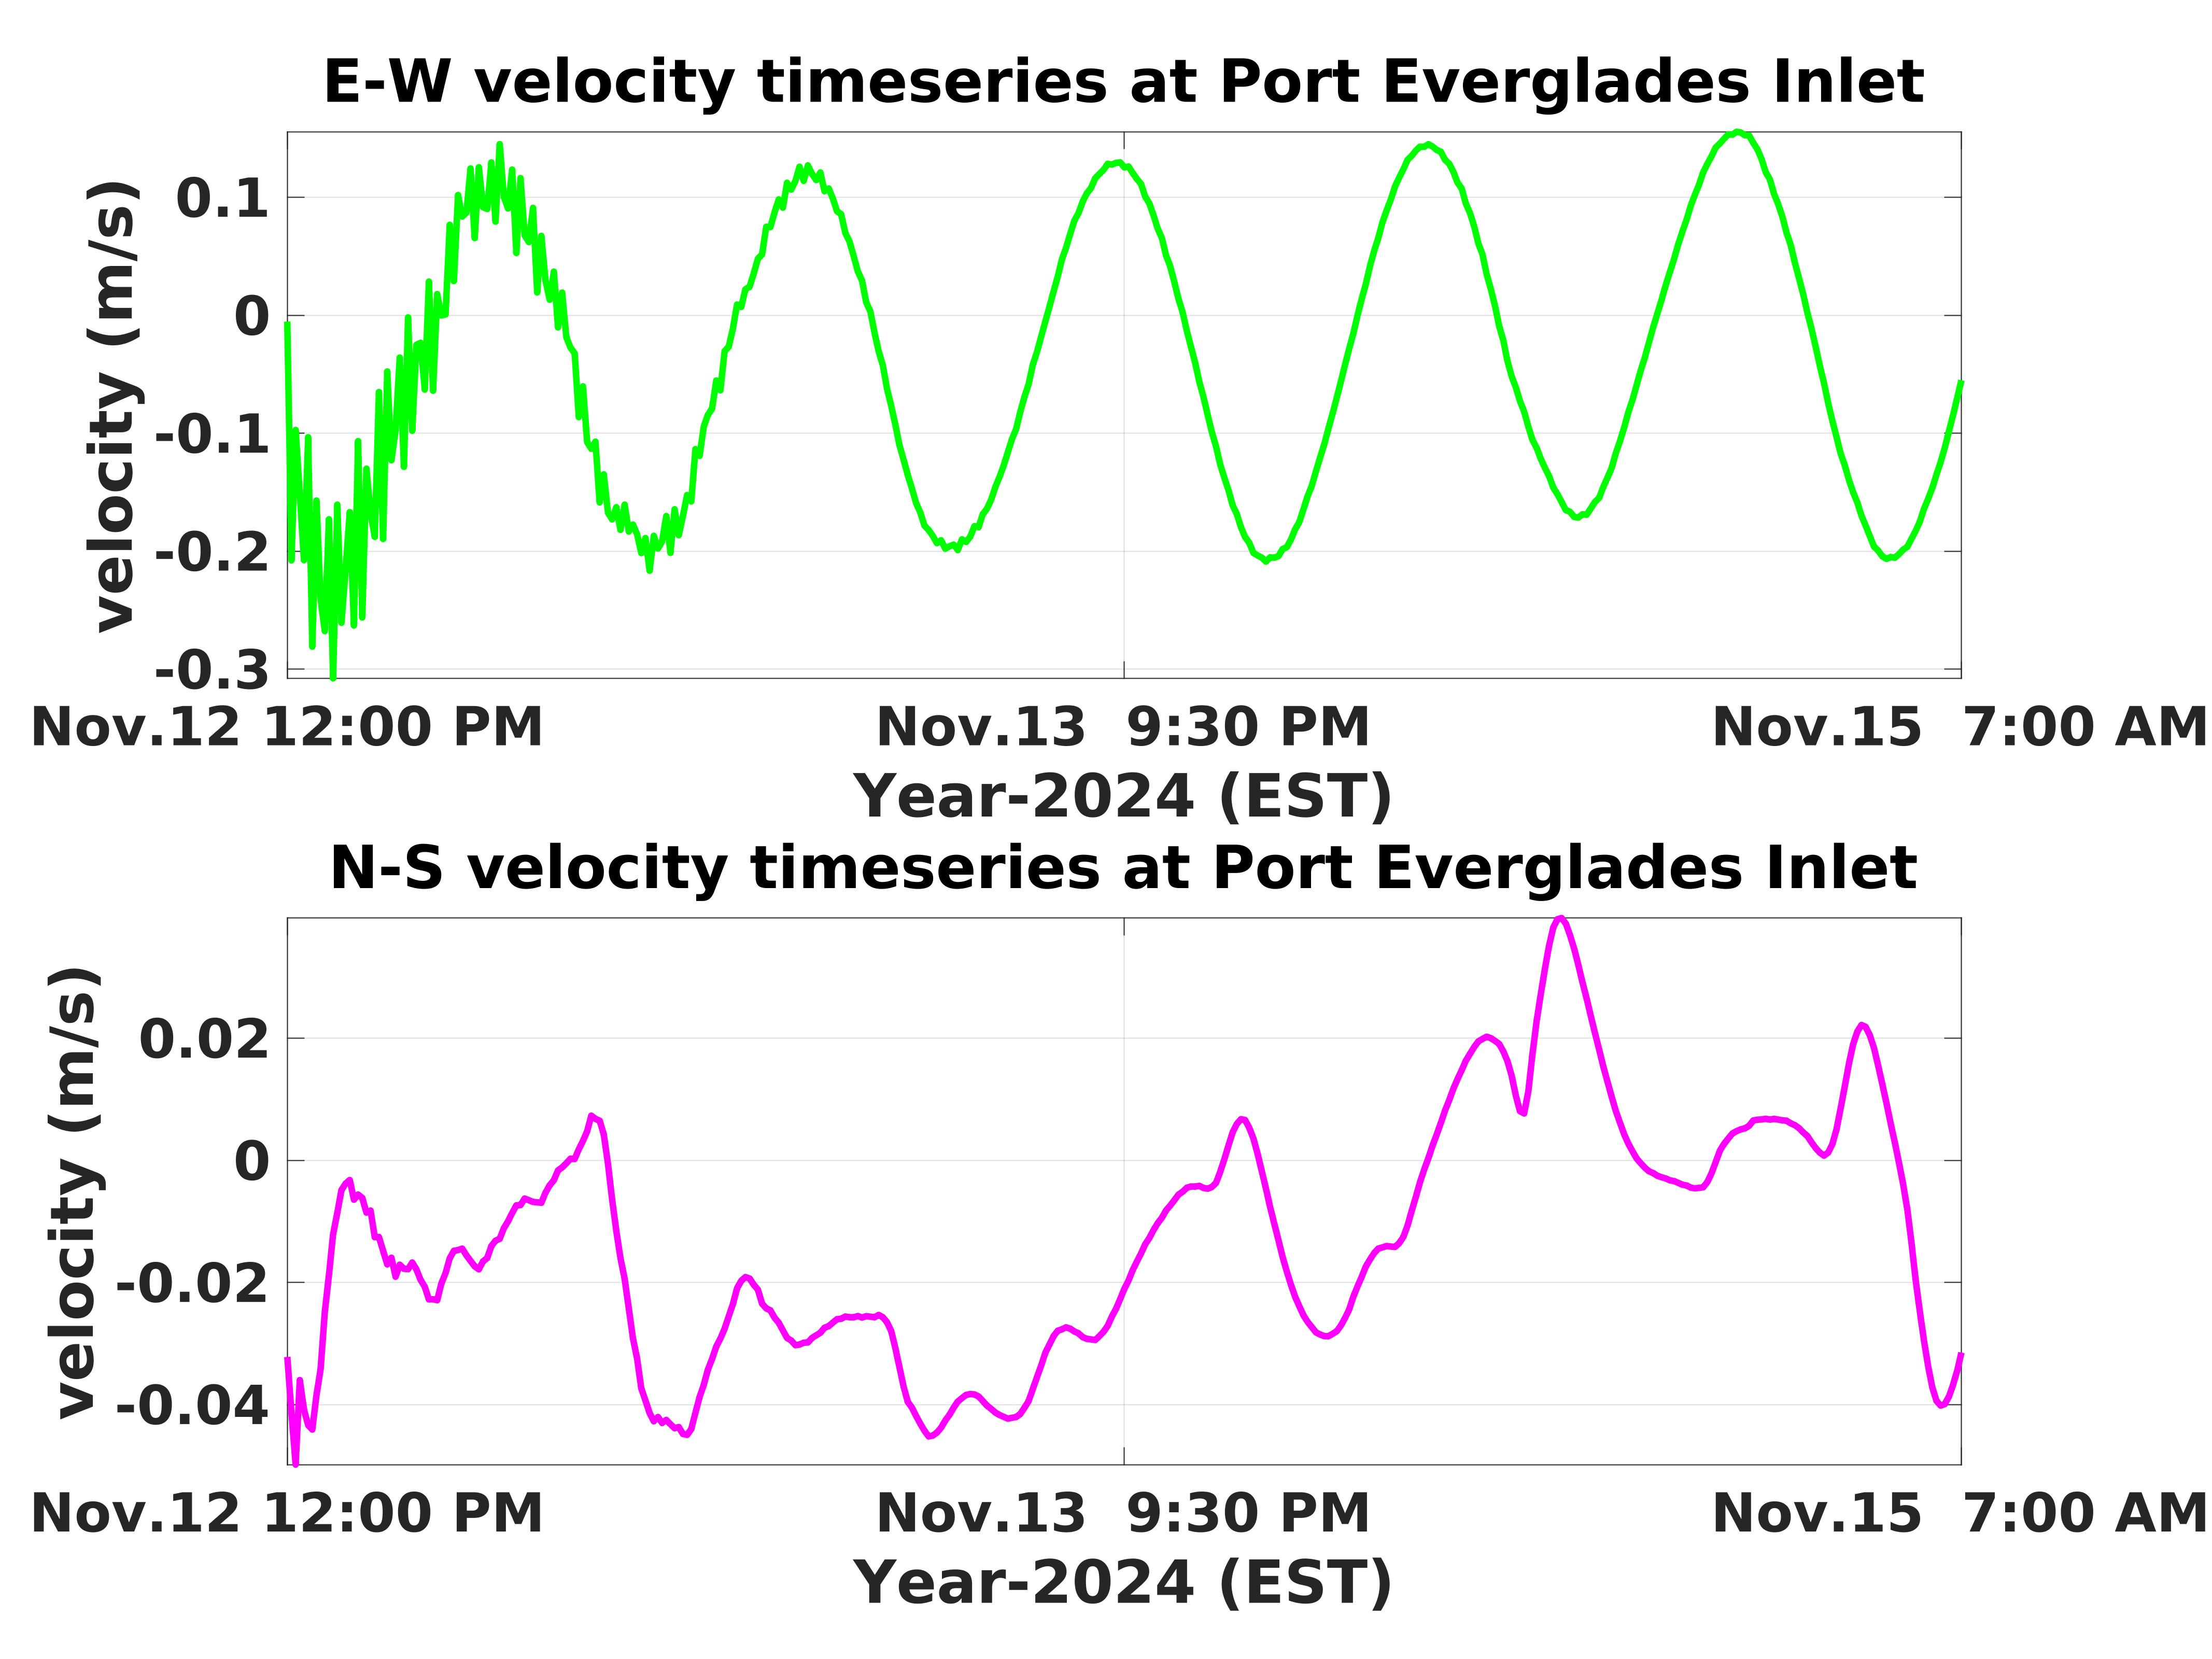 E-W velocity timeseries at Port Everglades Inlet
velocity (m/s)
0.1
0
-0.1
-0.2
-0.3
Nov.12 12:00 PM Nov.13  9:30 PM Nov.15  7:00 AM
Year-2024 (EST)
N-S velocity timeseries at Port Everglades Inlet
velocity (m/s)
0.02
0
-0.02
-0.04
Nov.12 12:00 PM Nov.13  9:30 PM Nov.15  7:00 AM
Year-2024 (EST)